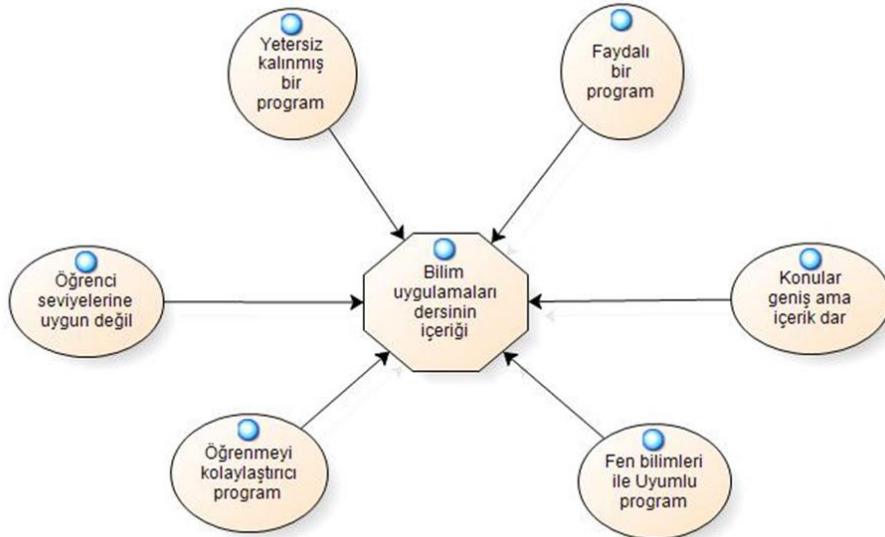 Yetersiz
kalınmış
bir
program
Faydalı
bir
program
Öğrenci
seviyelerine
uygun değil
Bilim
uygulamaları
dersinin
içeriği
Konular
geniş ama
içerik dar
Öğrenmeyi
kolaylaştırıcı
program
Fen bilimleri
ile Uyumlu
program